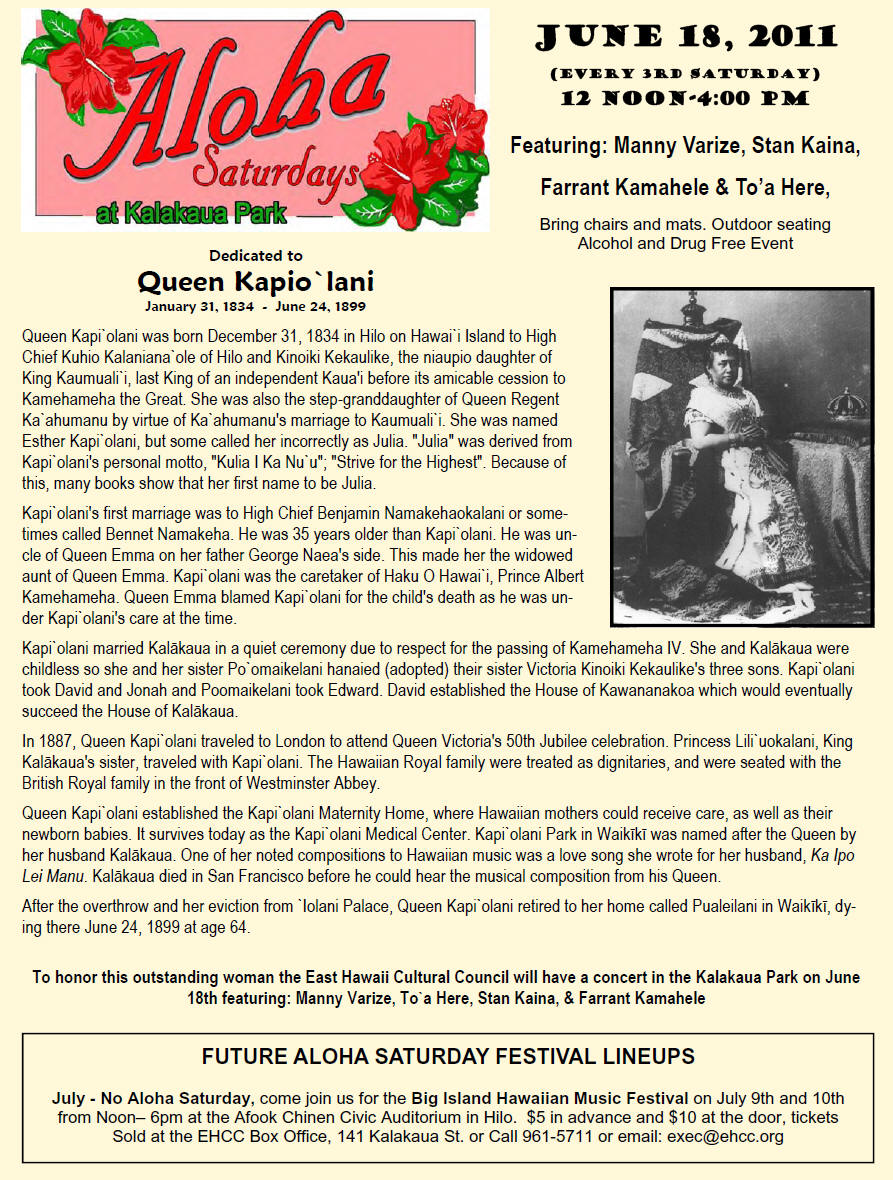 Aloha
Saturdays
at Kalakaua Park
JUNE 18, 2011
(EVERY 3RD SATURDAY)
12 NOON-4:00 PM
Featuring: Manny Varize, Stan Kaina,
Farrant Kamahele & To’a Here,
Bring chairs and mats. Outdoor seating
Alcohol and Drug Free Event
Dedicated to
Queen Kapio`lani
January 31, 1834 - June 24, 1899
Queen Kapi`olani was born December 31, 1834 in Hilo on Hawai`i Island to High
Chief Kuhio Kalaniana`ole of Hilo and Kinoiki Kekaulike, the niaupio daughter of
King Kaumuali`i, last King of an independent Kaua'i before its amicable cession to
Kamehameha the Great. She was also the step-granddaughter of Queen Regent
Ka`ahumanu by virtue of Ka`ahumanu's marriage to Kaumuali`i. She was named
Esther Kapi`olani, but some called her incorrectly as Julia. "Julia" was derived from
Kapi`olani's personal motto, "Kulia I Ka Nu`u"; "Strive for the Highest". Because of
this, many books show that her first name to be Julia.
Kapi`olani's first marriage was to High Chief Benjamin Namakehaokalani or some-
times called Bennet Namakeha. He was 35 years older than Kapi`olani. He was un-
cle of Queen Emma on her father George Naea's side. This made her the widowed
aunt of Queen Emma. Kapi`olani was the caretaker of Haku O Hawai`i, Prince Albert
Kamehameha. Queen Emma blamed Kapi`olani for the child's death as he was un-
der Kapi`olani's care at the time.
Kapi`olani married Kalākaua in a quiet ceremony due to respect for the passing of Kamehameha IV. She and Kalākaua were
childless so she and her sister Po`omaikelani hanaied (adopted) their sister Victoria Kinoiki Kekaulike's three sons. Kapi`olani
took David and Jonah and Poomaikelani took Edward. David established the House of Kawananakoa which would eventually
succeed the House of Kalākaua.
In 1887, Queen Kapi`olani traveled to London to attend Queen Victoria's 50th Jubilee celebration. Princess Lili`uokalani, King
Kalākaua's sister, traveled with Kapi`olani. The Hawaiian Royal family were treated as dignitaries, and were seated with the
British Royal family in the front of Westminster Abbey.
Queen Kapi`olani established the Kapi`olani Maternity Home, where Hawaiian mothers could receive care, as well as their
newborn babies. It survives today as the Kapi`olani Medical Center. Kapi`olani Park in Waikīkī was named after the Queen by
her husband Kalākaua. One of her noted compositions to Hawaiian music was a love song she wrote for her husband, Ka Ipo
Lei Manu. Kalākaua died in San Francisco before he could hear the musical composition from his Queen.
After the overthrow and her eviction from `Iolani Palace, Queen Kapi`olani retired to her home called Pualeilani in Waikīkī, dy-
ing there June 24, 1899 at age 64.
To honor this outstanding woman the East Hawaii Cultural Council will have a concert in the Kalakaua Park on June
18th featuring: Manny Varize, To`a Here, Stan Kaina, & Farrant Kamahele
FUTURE ALOHA SATURDAY FESTIVAL LINEUPS
July - No Aloha Saturday, come join us for the Big Island Hawaiian Music Festival on July 9th and 10th
from Noon– 6pm at the Afook Chinen Civic Auditorium in Hilo. $5 in advance and $10 at the door, tickets
Sold at the EHCC Box Office, 141 Kalakaua St. or Call 961-5711 or email: exec@ehcc.org